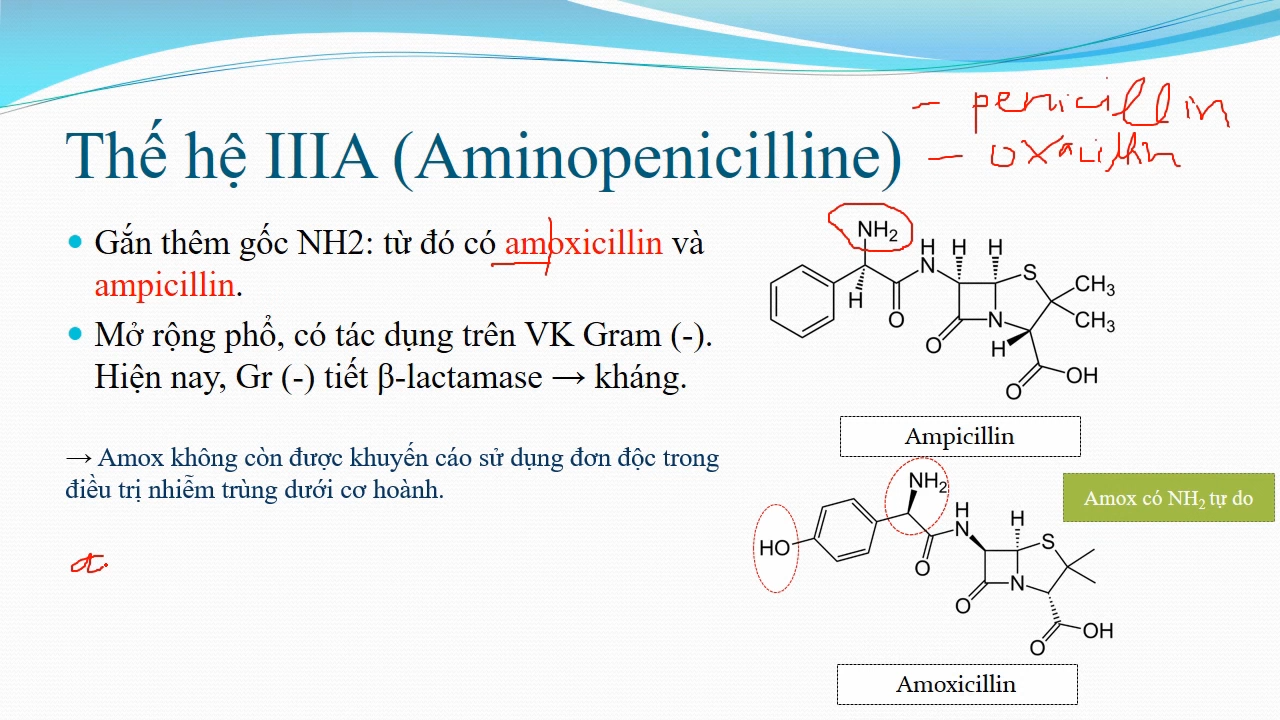 - penicillin
Thế hệ IIIA (Aminopenicilline)
- oxacillin
Gắn thêm gốc NH2: từ đó có amoxicillin và
ampicillin.
Mở rộng phổ, có tác dụng trên VK Gram (-).
Hiện nay, Gr (-) tiết β-lactamase → kháng.
→ Amox không còn được khuyến cáo sử dụng đơn độc trong
điều trị nhiễm trùng dưới cơ hoành.
NH2
H H H
N S CH3
H O N CH3
O H
O OH
Ampicillin
NH2
Amox có NH2 tự do
H H
N S
HO O N
O
O OH
Amoxicillin